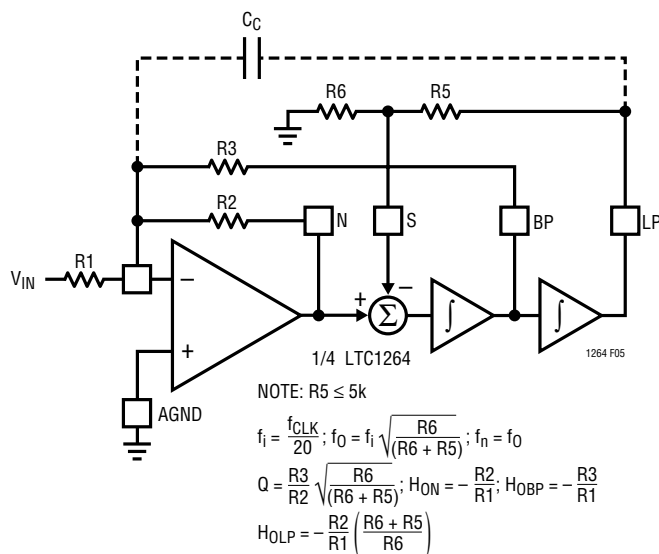 C_C
R6
R5
R3
R2
N
S
BP
LP
R1
V_IN
−
+
+
−
Σ
∫
∫
1/4 LTC1264
1264 F05
AGND
NOTE: R5 ≤ 5k
f_i = f_CLK/20; f_O = f_i √(R6/(R6 + R5)); f_n = f_O
Q = R3/R2 √(R6/(R6 + R5)); H_ON = −R2/R1; H_OBP = −R3/R1
H_OLP = −R2/R1 ((R6 + R5)/R6)